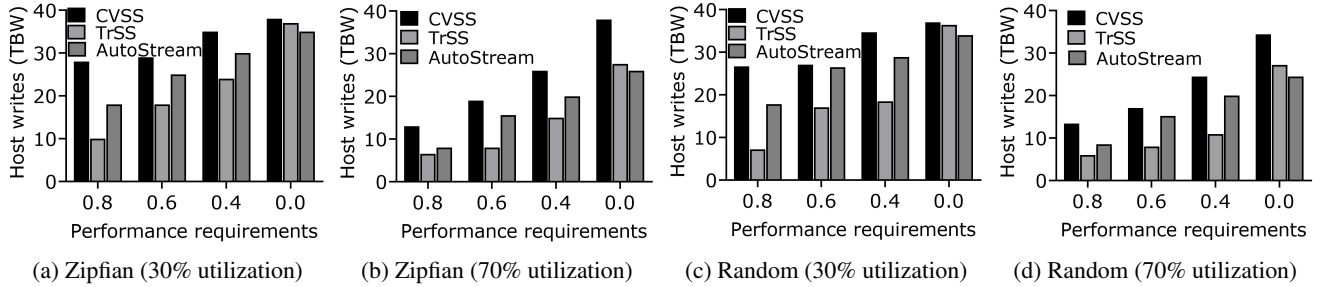 Host writes (TBW)
40
30
20
10
0
CVSS
TrSS
AutoStream
0.8 0.6 0.4 0.0
Performance requirements
(a) Zipfian (30% utilization)
Host writes (TBW)
40
30
20
10
0
CVSS
TrSS
AutoStream
0.8 0.6 0.4 0.0
Performance requirements
(b) Zipfian (70% utilization)
Host writes (TBW)
40
30
20
10
0
CVSS
TrSS
AutoStream
0.8 0.6 0.4 0.0
Performance requirements
(c) Random (30% utilization)
Host writes (TBW)
40
30
20
10
0
CVSS
TrSS
AutoStream
0.8 0.6 0.4 0.0
Performance requirements
(d) Random (70% utilization)